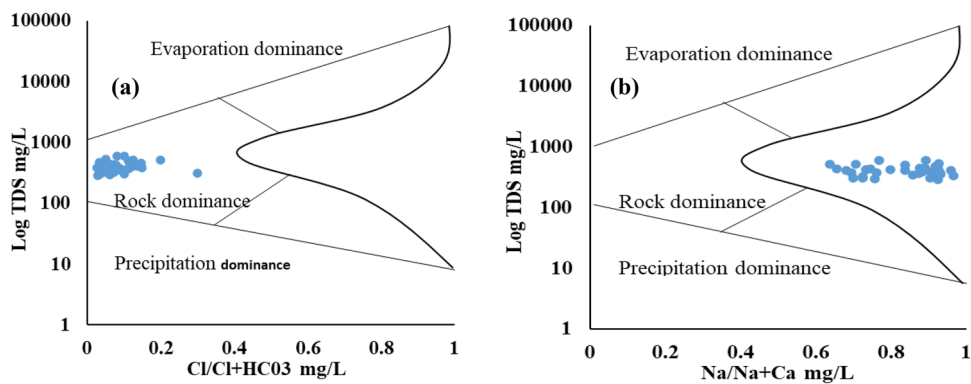 100000
10000
1000
100
10
1
Log TDS mg/L
(a)
Evaporation dominance
Rock dominance
Precipitation dominance
0 0.2 0.4 0.6 0.8 1
Cl/Cl+HC03 mg/L
100000
10000
1000
100
10
1
Log TDS mg/L
(b)
Evaporation dominance
Rock dominance
Precipitation dominance
0 0.2 0.4 0.6 0.8 1
Na/Na+Ca mg/L